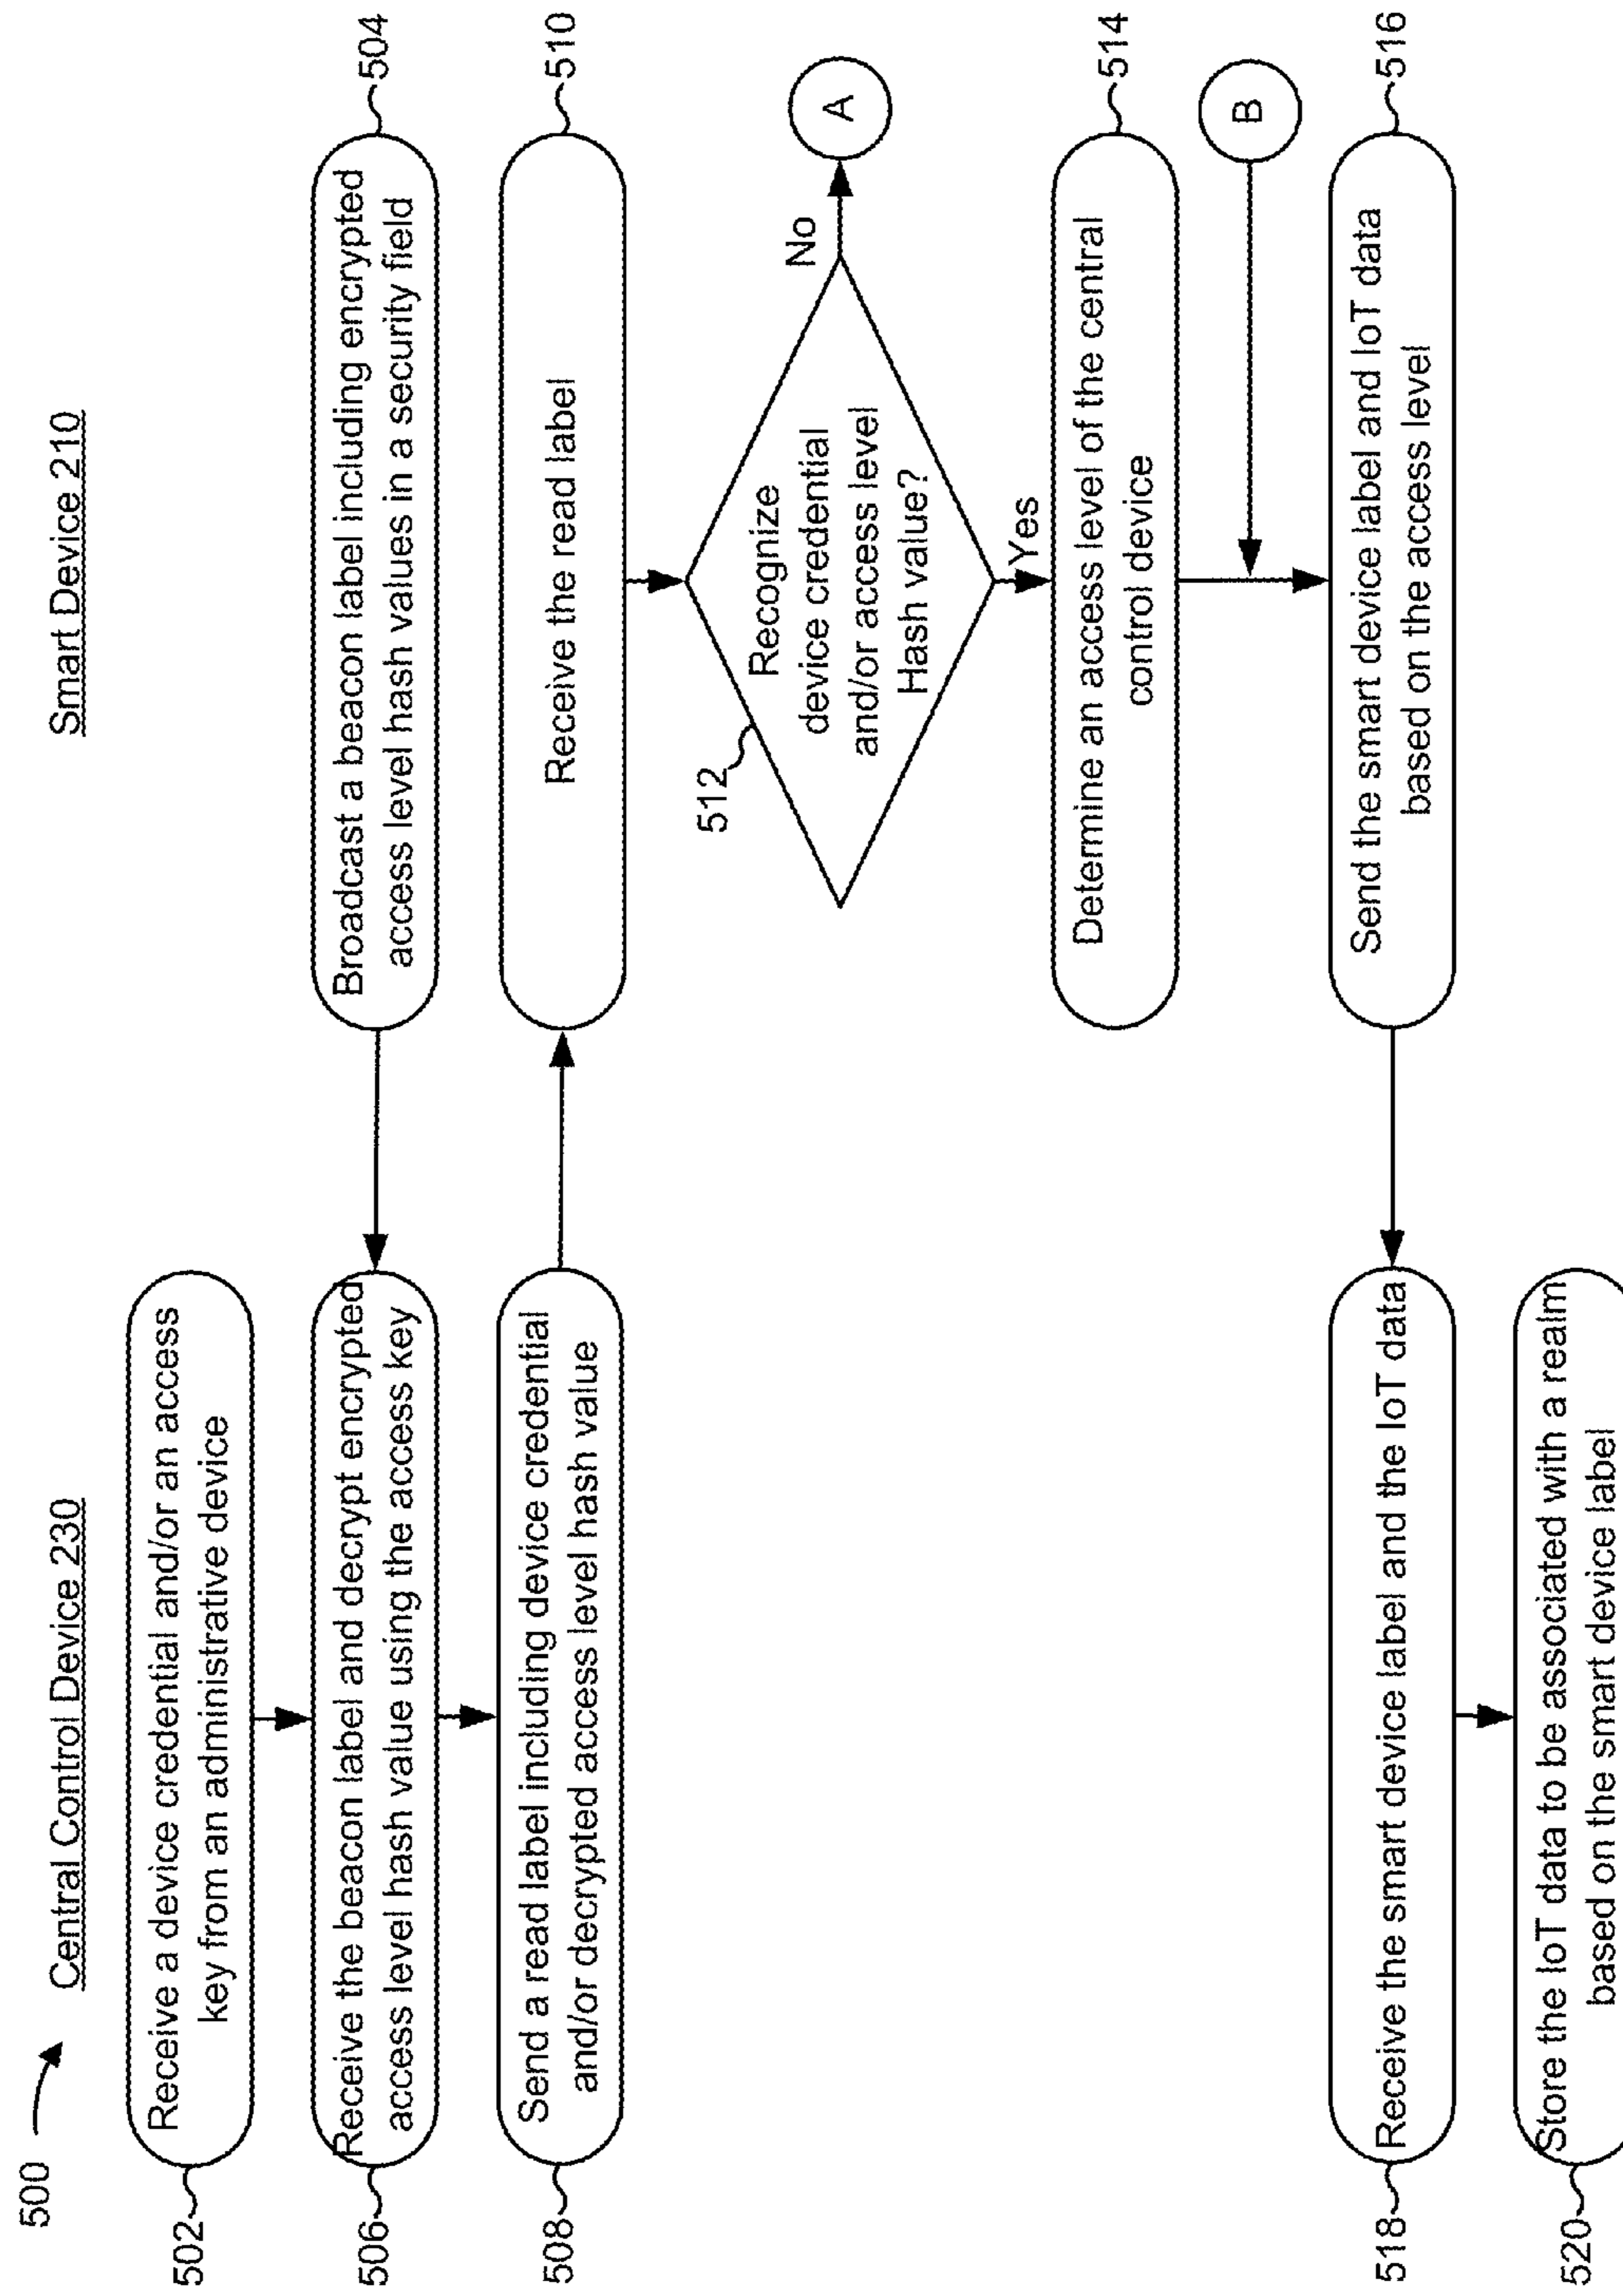 500
Central Control Device 230
Smart Device 210
502
Receive a device credential and/or an access
key from an administrative device
504
Broadcast a beacon label including encrypted
access level hash values in a security field
506
Receive the beacon label and decrypt encrypted
access level hash value using the access key
508
Send a read label including device credential
and/or decrypted access level hash value
510
Receive the read label
512
Recognize
device credential
and/or access level
Hash value?
No
A
Yes
514
Determine an access level of the central
control device
B
516
Send the smart device label and IoT data
based on the access level
518
Receive the smart device label and the IoT data
520
Store the IoT data to be associated with a realm
based on the smart device label